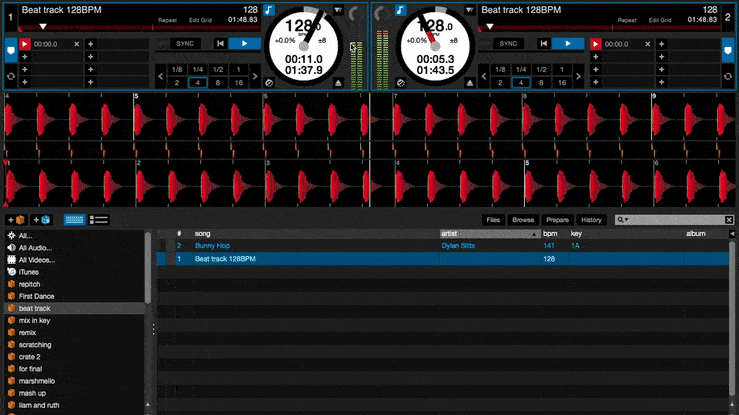 1 Beat track 128BPM 128
Repeat Edit Grid 01:48.83
00:00.0
SYNC
1/8 1/4 1/2 1
2 4 8 16
128.0
BPM
+0.0% ±8
00:11.0
01:37.9
128.0
+0.0% ±8
00:05.3
01:43.5
Beat track 128BPM 128 2
Repeat Edit Grid 01:48.83
SYNC
00:00.0
1/8 1/4 1/2 1
2 4 8 16
4 5 6 7 8 9
1 2 3 4 5 6
Files Browse Prepare History
# song artist bpm key album
2 Bunny Hop Dylan Sitts 141 1A
1 Beat track 128BPM 128
All...
All Audio...
All Videos...
iTunes
repitch
First Dance
beat track
mix in key
remix
scratching
crate 2
for final
marshmello
mash up
liam and ruth